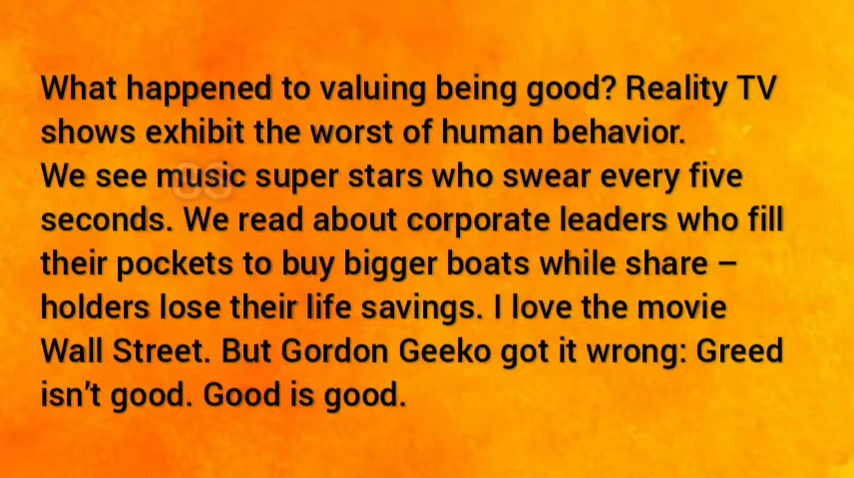 What happened to valuing being good? Reality TV
shows exhibit the worst of human behavior.
We see music super stars who swear every five
seconds. We read about corporate leaders who fill
their pockets to buy bigger boats while share –
holders lose their life savings. I love the movie
Wall Street. But Gordon Geeko got it wrong: Greed
isn’t good. Good is good.